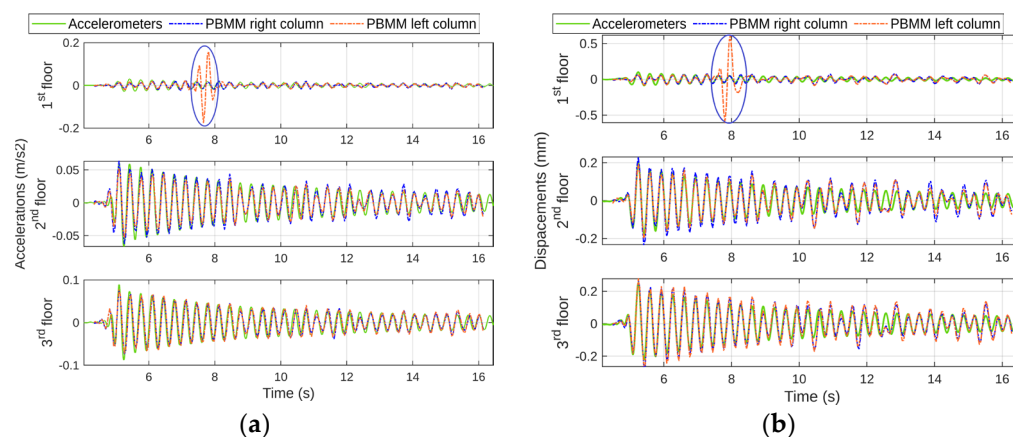 Accelerometers PBMM right column PBMM left column
0.2
0
-0.2
1st floor
6 8 10 12 14 16
0.05
0
-0.05
Accelerations (m/s2)
2nd floor
6 8 10 12 14 16
0.1
0
-0.1
3rd floor
6 8 10 12 14 16
Time (s)
(a)
Accelerometers PBMM right column PBMM left column
0.5
0
-0.5
1st floor
4 6 8 10 12 14 16
0.2
0
-0.2
Dispacements (mm)
2nd floor
4 6 8 10 12 14 16
0.2
0
-0.2
3rd floor
4 6 8 10 12 14 16
Time (s)
(b)